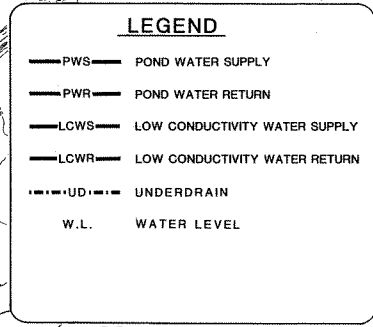 LEGEND
PWS POND WATER SUPPLY
PWR POND WATER RETURN
LCWS LOW CONDUCTIVITY WATER SUPPLY
LCWR LOW CONDUCTIVITY WATER RETURN
UD UNDERDRAIN
W.L. WATER LEVEL